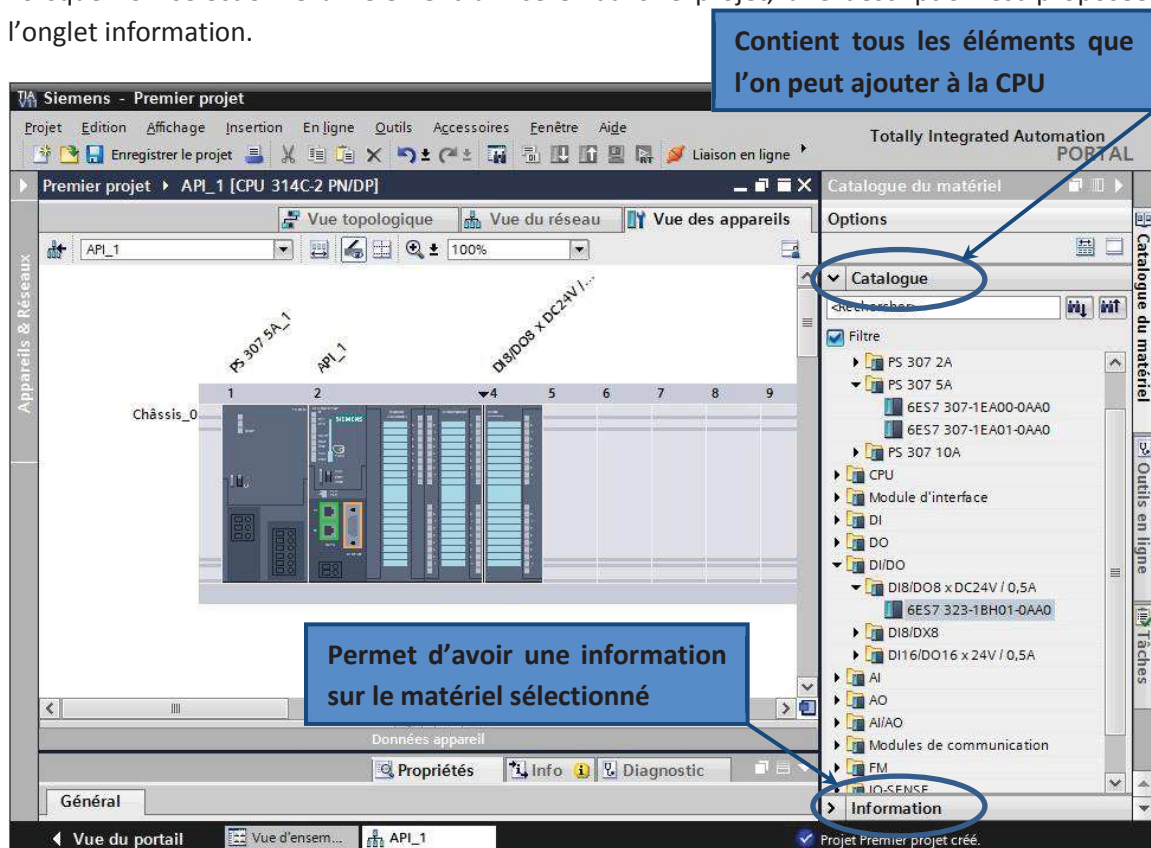 l’onglet information.
Contient tous les éléments que
l’on peut ajouter à la CPU
Siemens - Premier projet
Projet Edition Affichage Insertion En ligne Outils Accessoires Fenêtre Aide
Totally Integrated Automation
PORTAL
Enregistrer le projet
Liaison en ligne
Premier projet API_1 [CPU 314C-2 PN/DP]
Catalogue du matériel
Vue topologique Vue du réseau Vue des appareils
Options
API_1 100%
Appareils & Réseaux
PS 307 5A_1
API_1
DI8/DO8 x DC24V /...
1 2 4 5 6 7 8 9
Châssis_0
SIEMENS
Catalogue
<Rechercher>
Filtre
PS 307 2A
PS 307 5A
6ES7 307-1EA00-0AA0
6ES7 307-1EA01-0AA0
PS 307 10A
CPU
Module d'interface
DI
DO
DI/DO
DI8/DO8 x DC24V / 0,5A
6ES7 323-1BH01-0AA0
DI8/DX8
DI16/DO16 x 24V / 0,5A
AI
AO
AI/AO
Modules de communication
FM
IO-SENSE
Information
Catalogue du matériel
Outils en ligne
Tâches
Permet d’avoir une information
sur le matériel sélectionné
Données appareil
Propriétés Info Diagnostic
Général
Vue du portail Vue d'ensem... API_1
Projet Premier projet créé.